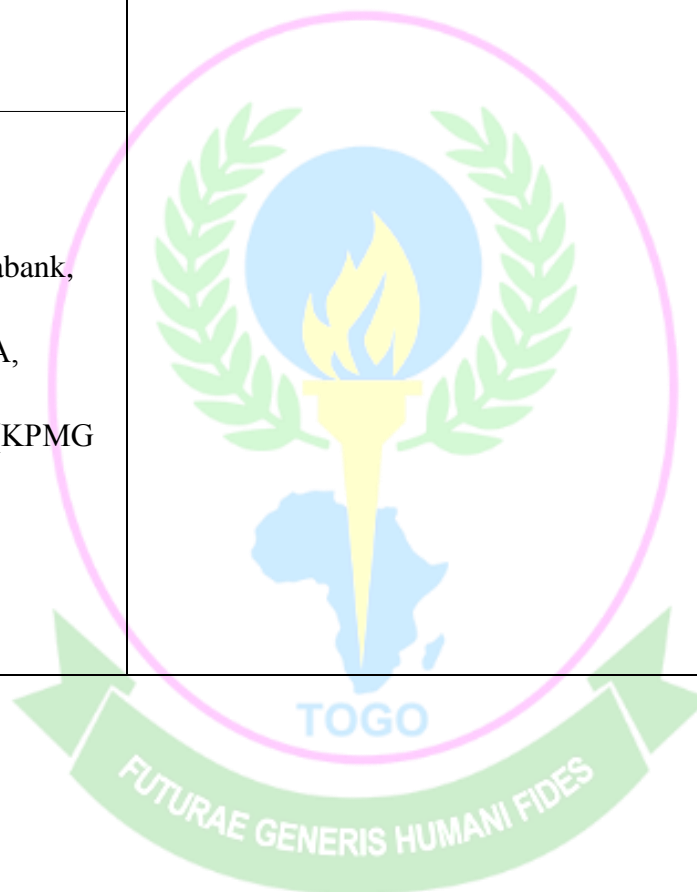 abank,
A,
KPMG
TOGO
FUTURAE GENERIS HUMANI FIDES